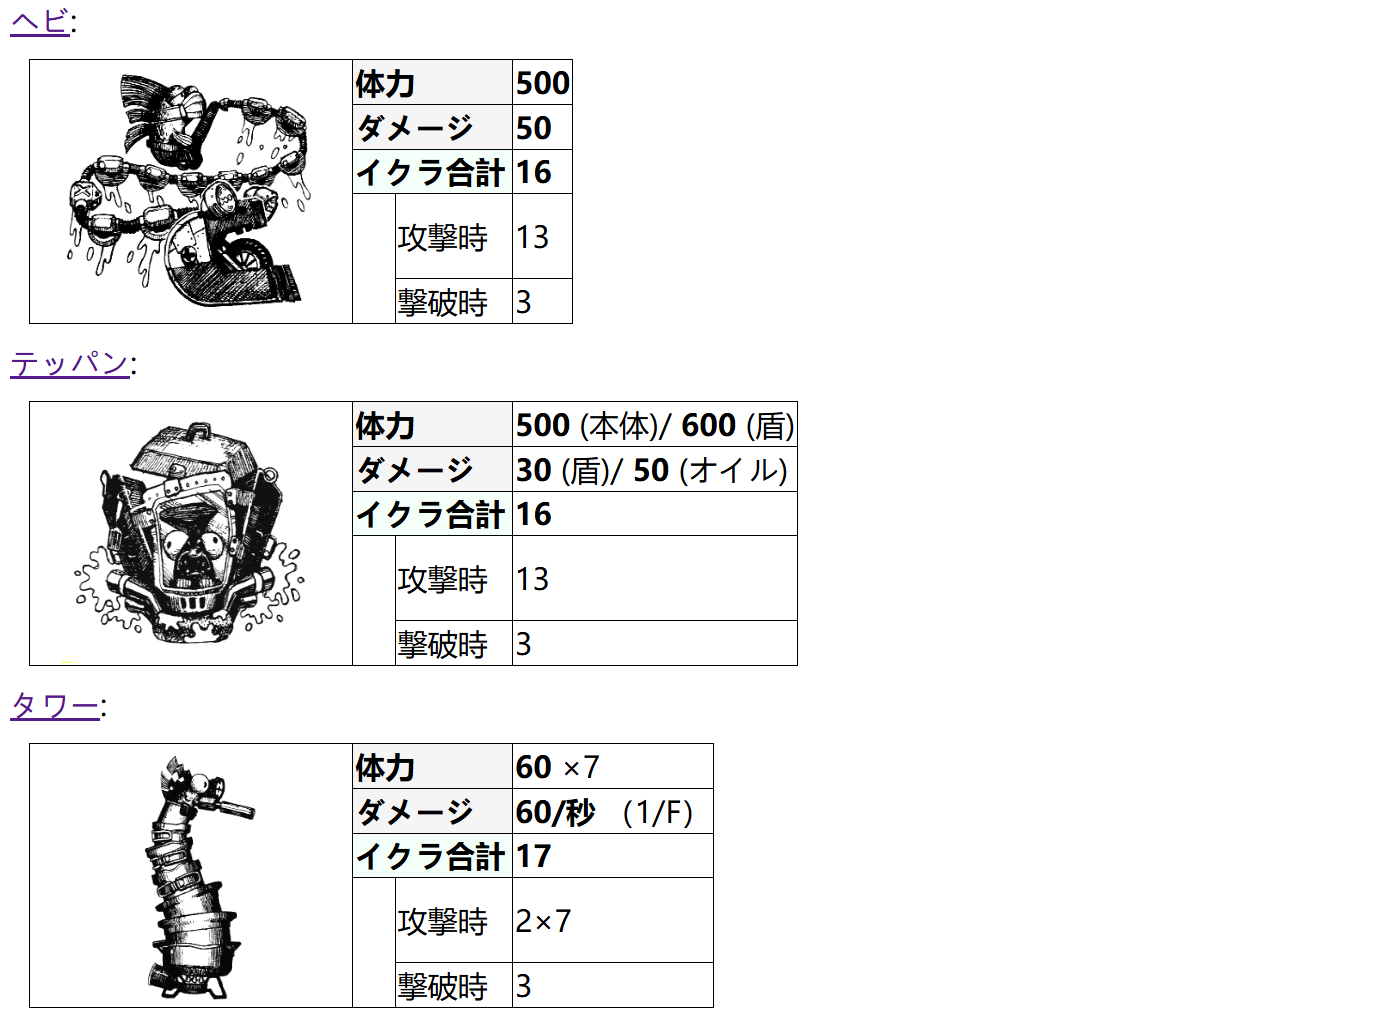 ヘビ:
体力 500
ダメージ 50
イクラ合計 16
攻撃時 13
撃破時 3
テッパン:
体力 500 (本体)/ 600 (盾)
ダメージ 30 (盾)/ 50 (オイル)
イクラ合計 16
攻撃時 13
撃破時 3
タワー:
体力 60 ×7
ダメージ 60/秒 （1/F）
イクラ合計 17
攻撃時 2×7
撃破時 3